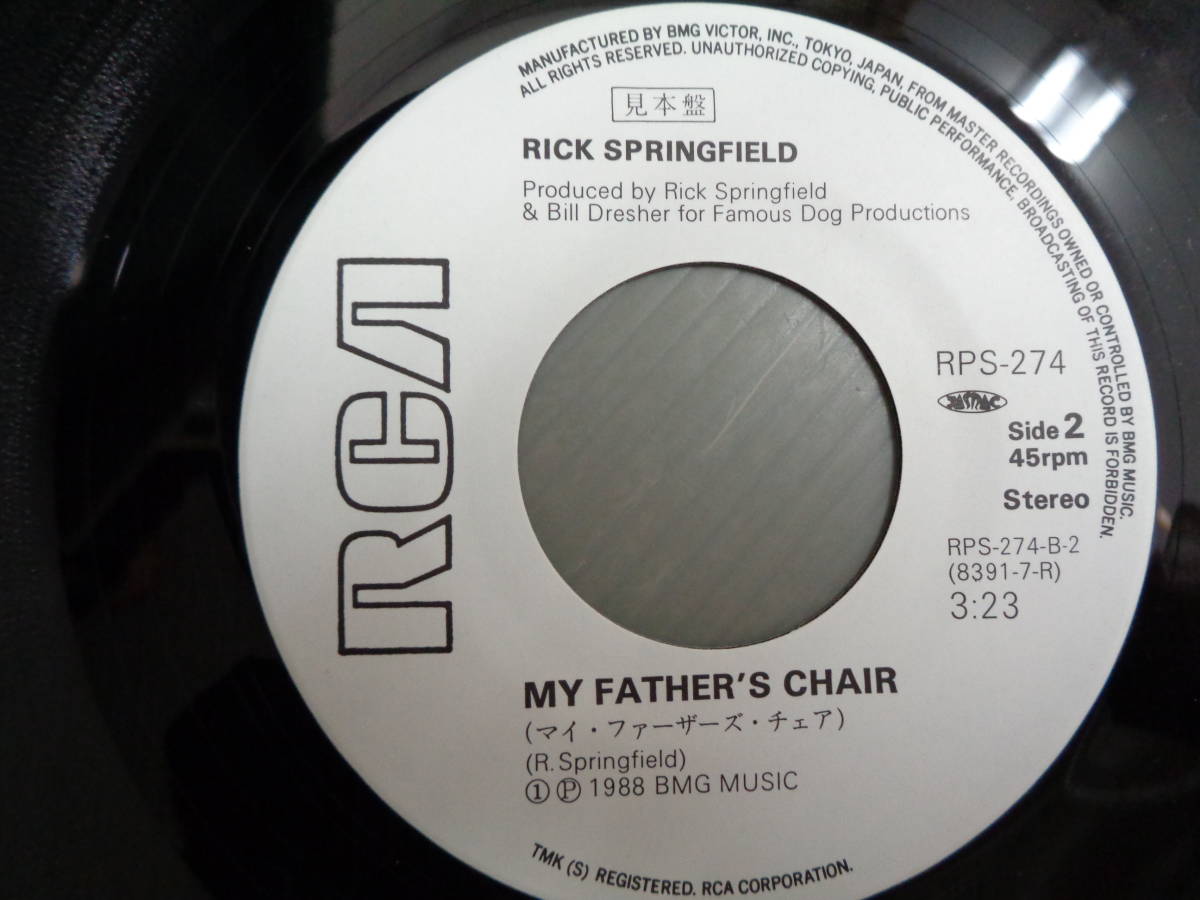 MANUFACTURED BY BMG VICTOR, INC., TOKYO, JAPAN, FROM MASTER RECORDINGS OWNED OR CONTROLLED BY BMG MUSIC.
ALL RIGHTS RESERVED. UNAUTHORIZED COPYING, PUBLIC PERFORMANCE, BROADCASTING OF THIS RECORD IS FORBIDDEN.
見本盤
RICK SPRINGFIELD
Produced by Rick Springfield
& Bill Dresher for Famous Dog Productions
RCA
RPS-274
JASRAC
Side 2
45rpm
Stereo
RPS-274-B-2
(8391-7-R)
3:23
MY FATHER'S CHAIR
(マイ・ファーザーズ・チェア)
(R. Springfield)
① ℗ 1988 BMG MUSIC
TMK (S) REGISTERED. RCA CORPORATION.